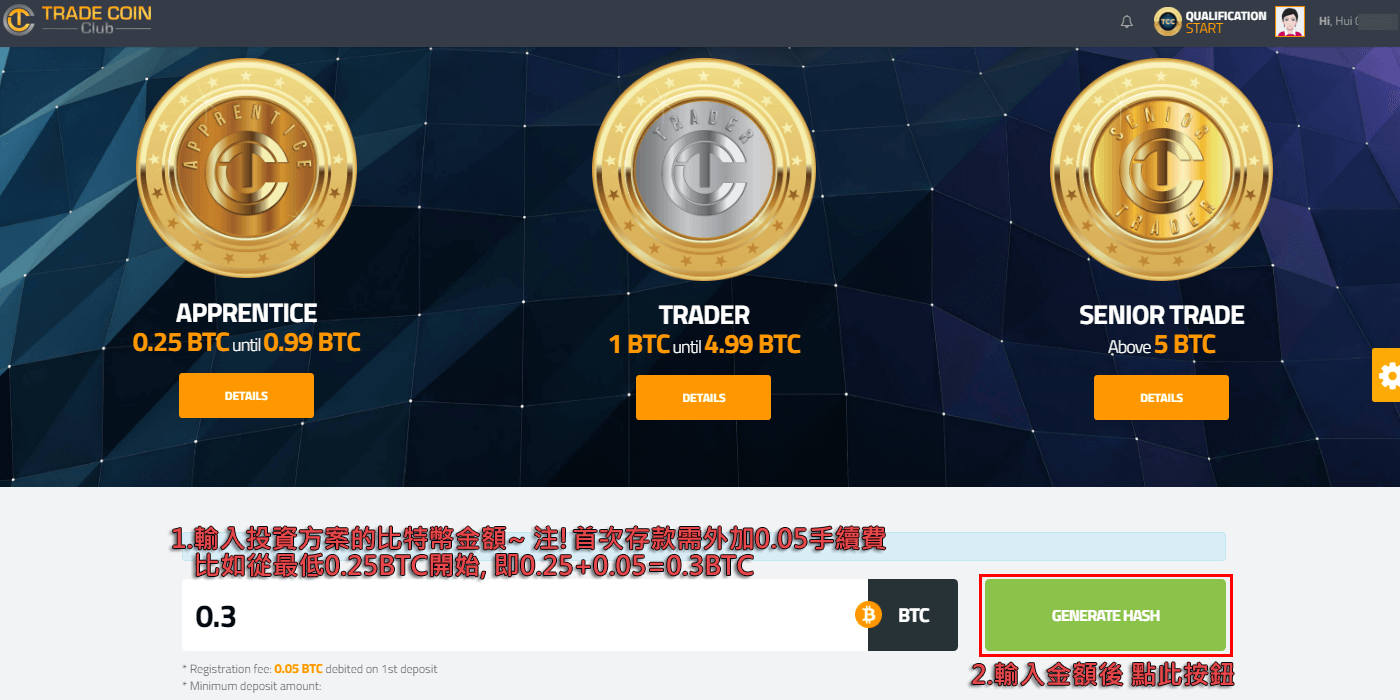 TRADE COIN
Club
QUALIFICATION
START
Hi, Hui
TCC
APPRENTICE
TRADER
SENIOR
TRADER
APPRENTICE
0.25 BTC until 0.99 BTC
DETAILS
TRADER
1 BTC until 4.99 BTC
DETAILS
SENIOR TRADE
Above 5 BTC
DETAILS
1.輸入投資方案的比特幣金額~ 注! 首次存款需外加0.05手續費
比如從最低0.25BTC開始, 即0.25+0.05=0.3BTC
0.3
BTC
GENERATE HASH
* Registration fee: 0.05 BTC debited on 1st deposit
* Minimum deposit amount:
2.輸入金額後 點此按鈕